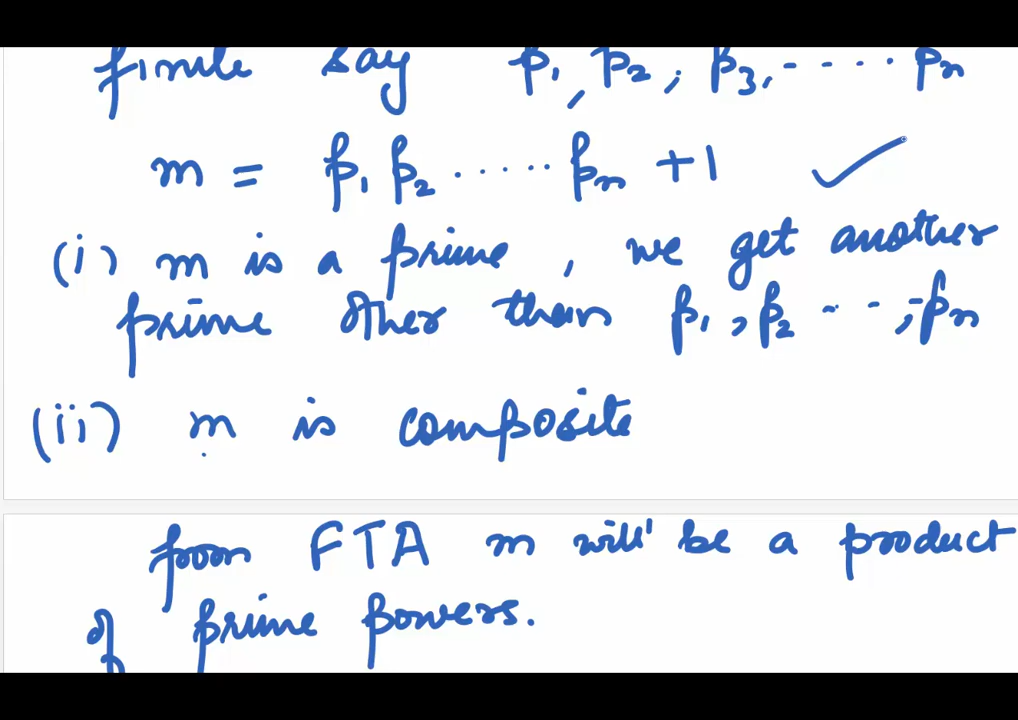 finite say p₁, p₂, p₃, ..... pₙ
m = p₁ p₂ ...... pₙ + 1 ✓
(i) m is a prime, we get another
prime other than p₁, p₂ ..., pₙ
(ii) m is composite
from FTA m will be a product
of prime powers.